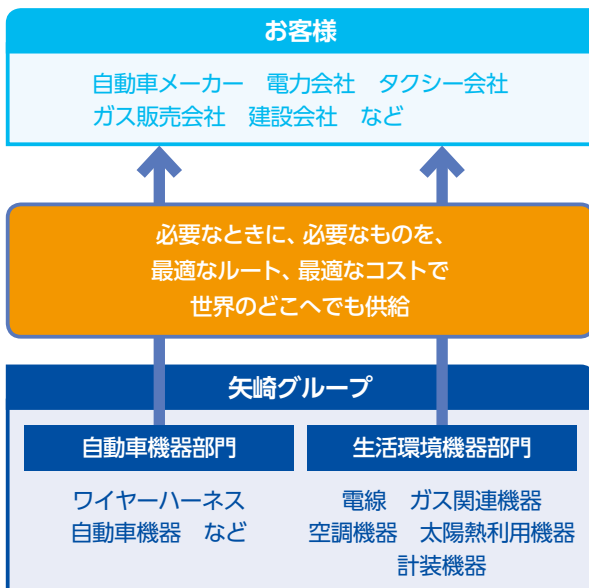 お客様
自動車メーカー　電力会社　タクシー会社
ガス販売会社　建設会社　など
必要なときに、必要なものを、
最適なルート、最適なコストで
世界のどこへでも供給
矢崎グループ
自動車機器部門
ワイヤーハーネス
自動車機器　など
生活環境機器部門
電線　ガス関連機器
空調機器　太陽熱利用機器
計装機器